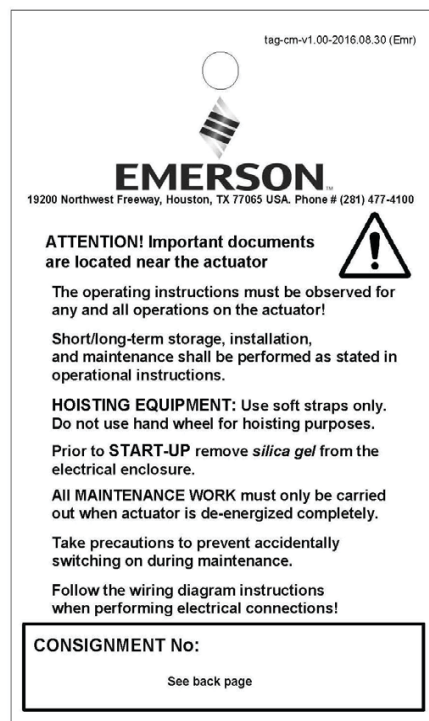 tag-cm-v1.00-2016.08.30 (Emr)
EMERSON™
19200 Northwest Freeway, Houston, TX 77065 USA. Phone # (281) 477-4100
ATTENTION! Important documents
are located near the actuator
The operating instructions must be observed for
any and all operations on the actuator!
Short/long-term storage, installation,
and maintenance shall be performed as stated in
operational instructions.
HOISTING EQUIPMENT: Use soft straps only.
Do not use hand wheel for hoisting purposes.
Prior to START-UP remove silica gel from the
electrical enclosure.
All MAINTENANCE WORK must only be carried
out when actuator is de-energized completely.
Take precautions to prevent accidentally
switching on during maintenance.
Follow the wiring diagram instructions
when performing electrical connections!
CONSIGNMENT No:
See back page